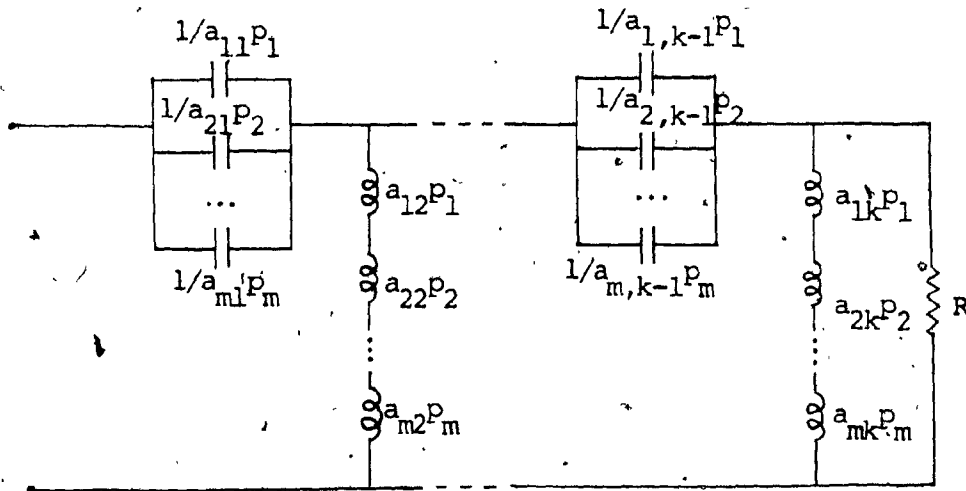 1/a₁₁p₁
1/a₂₁p₂
...
1/aₘ₁pₘ
a₁₂p₁
a₂₂p₂
...
aₘ₂pₘ
1/a₁,ₖ₋₁p₁
1/a₂,ₖ₋₁p₂
...
1/aₘ,ₖ₋₁pₘ
a₁ₖp₁
a₂ₖp₂
...
aₘₖpₘ
R